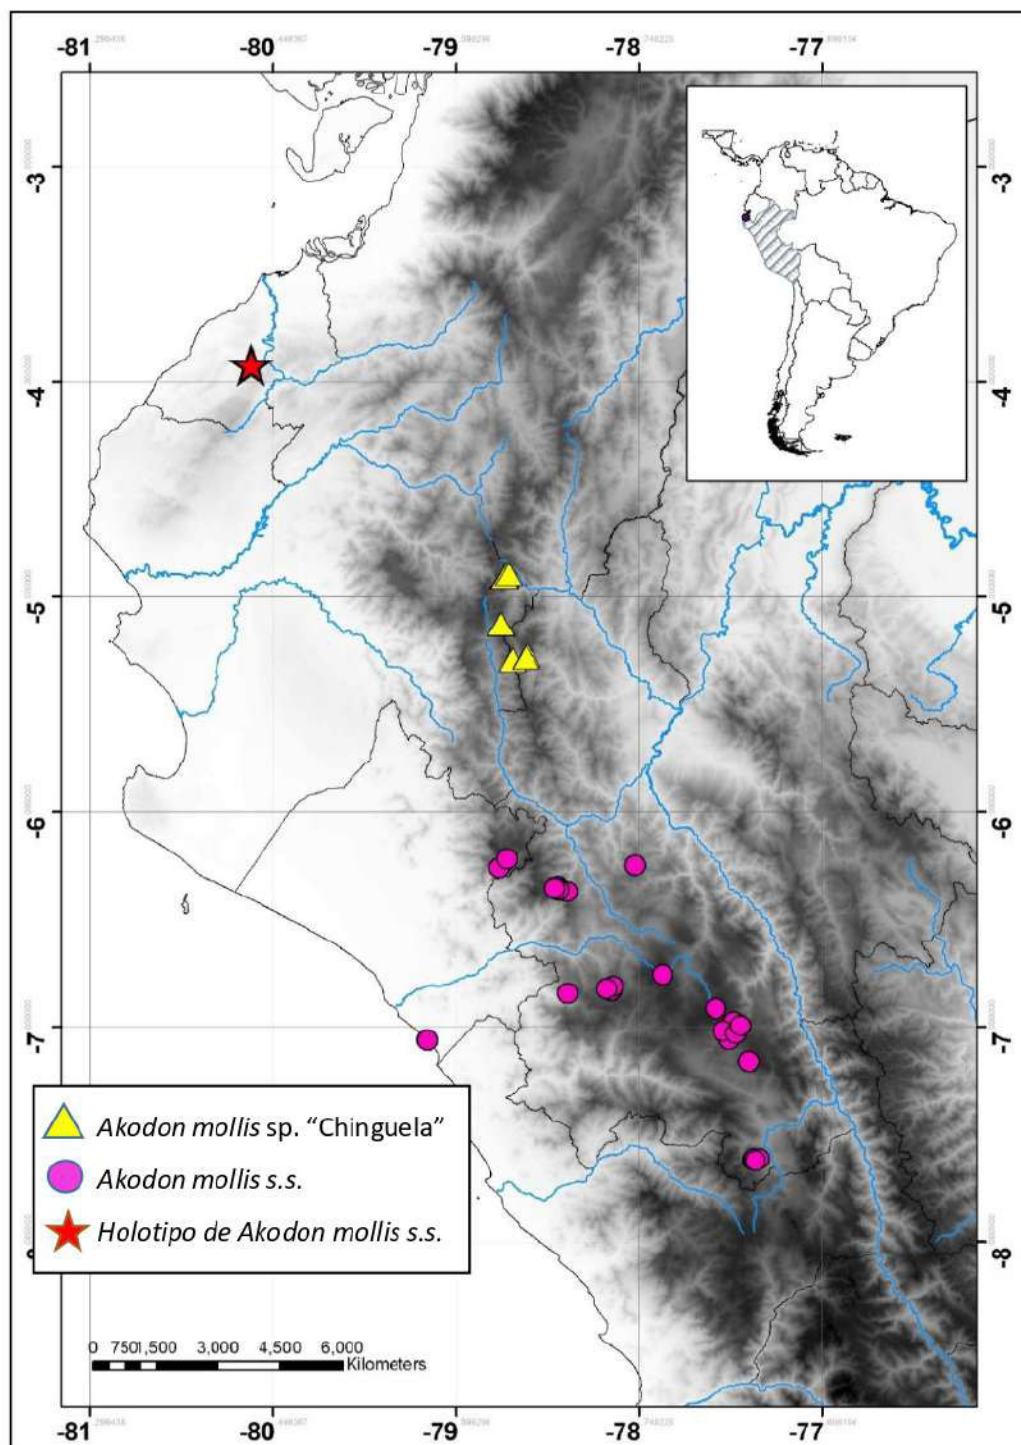 -81 -80 -79 -78 -77
-3 -3
-4 -4
-5 -5
-6 -6
-7 -7
Akodon mollis sp. “Chinguela”
Akodon mollis s.s.
Holotipo de Akodon mollis s.s.
-8
0 750 1,500 3,000 4,500 6,000
Kilometers
-81 -80 -79 -78 -77